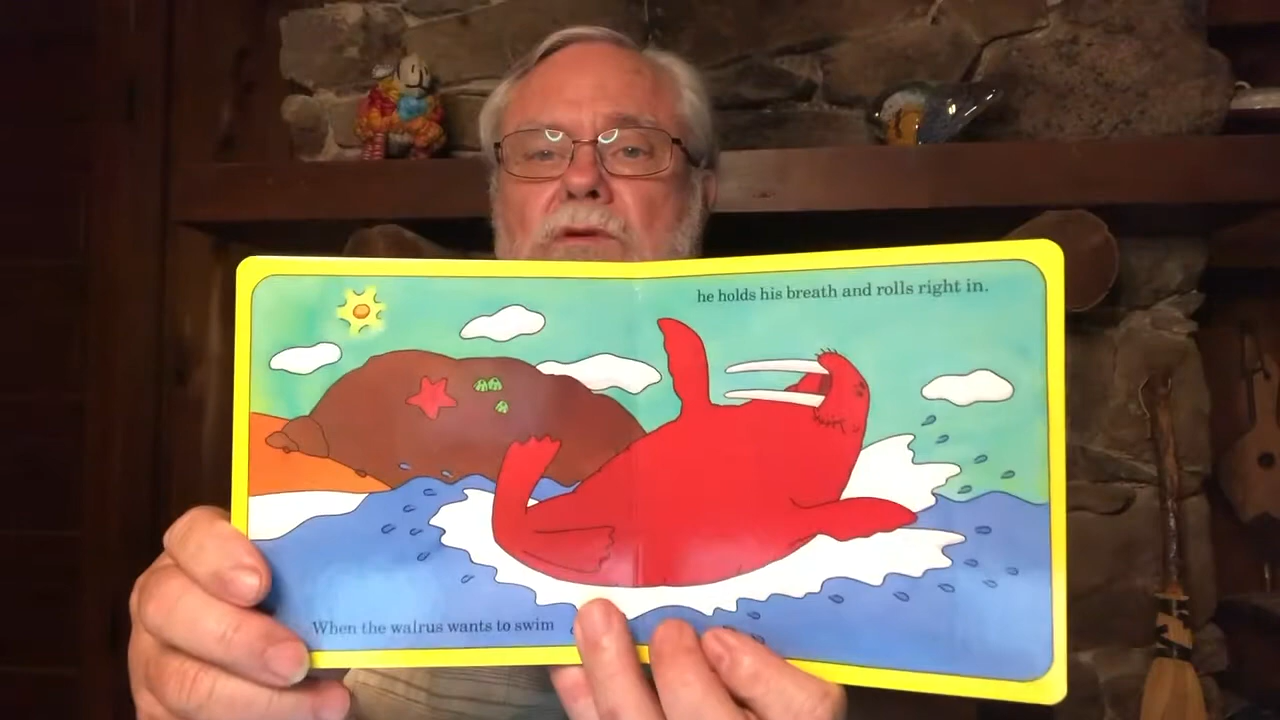 When the walrus wants to swim
he holds his breath and rolls right in.